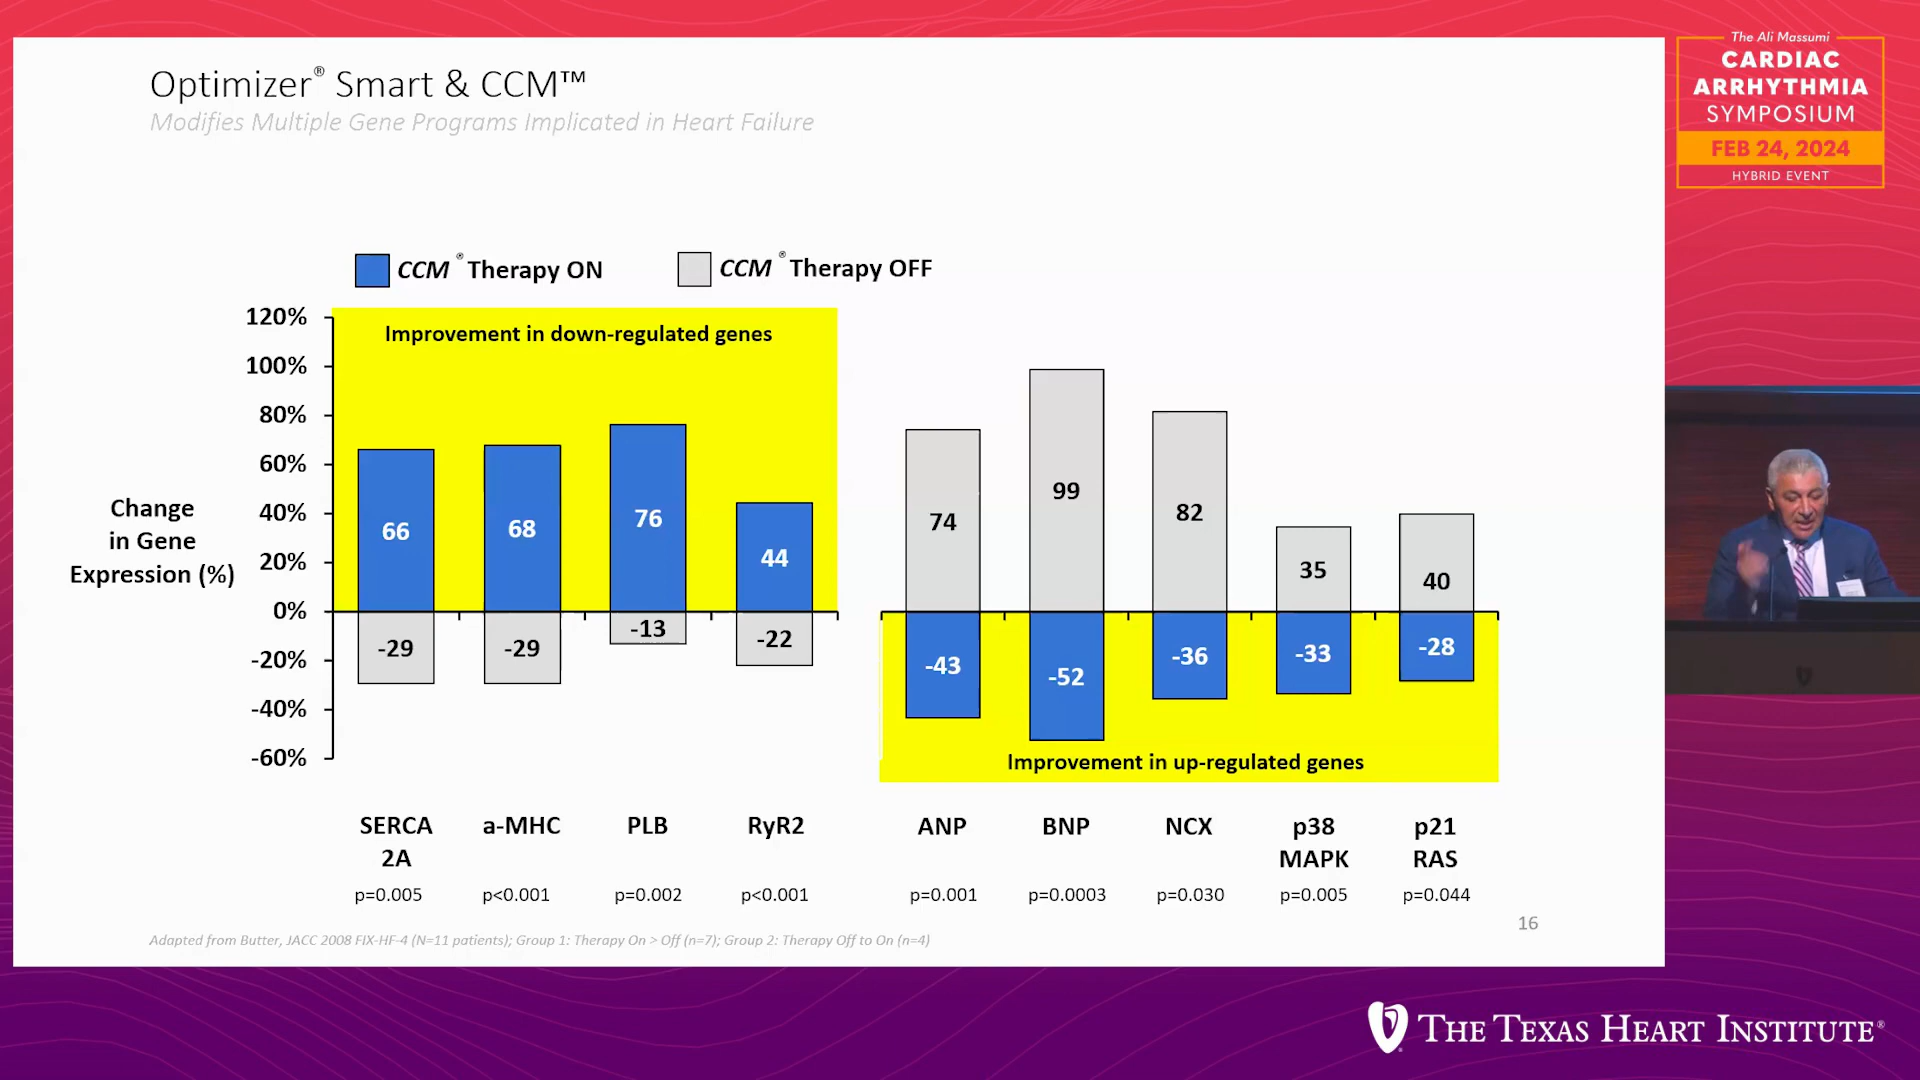 Optimizer® Smart & CCM™
Modifies Multiple Gene Programs Implicated in Heart Failure
The Ali Massumi
CARDIAC
ARRHYTHMIA
SYMPOSIUM
FEB 24, 2024
HYBRID EVENT
CCM® Therapy ON
CCM® Therapy OFF
Change
in Gene
Expression (%)
120%
100%
80%
60%
40%
20%
0%
-20%
-40%
-60%
Improvement in down-regulated genes
66
68
76
44
-29
-29
-13
-22
74
99
82
35
40
-43
-52
-36
-33
-28
Improvement in up-regulated genes
SERCA
2A
a-MHC
PLB
RyR2
ANP
BNP
NCX
p38
MAPK
p21
RAS
p=0.005
p<0.001
p=0.002
p<0.001
p=0.001
p=0.0003
p=0.030
p=0.005
p=0.044
16
Adapted from Butter, JACC 2008 FIX-HF-4 (N=11 patients); Group 1: Therapy On > Off (n=7); Group 2: Therapy Off to On (n=4)
THE TEXAS HEART INSTITUTE®